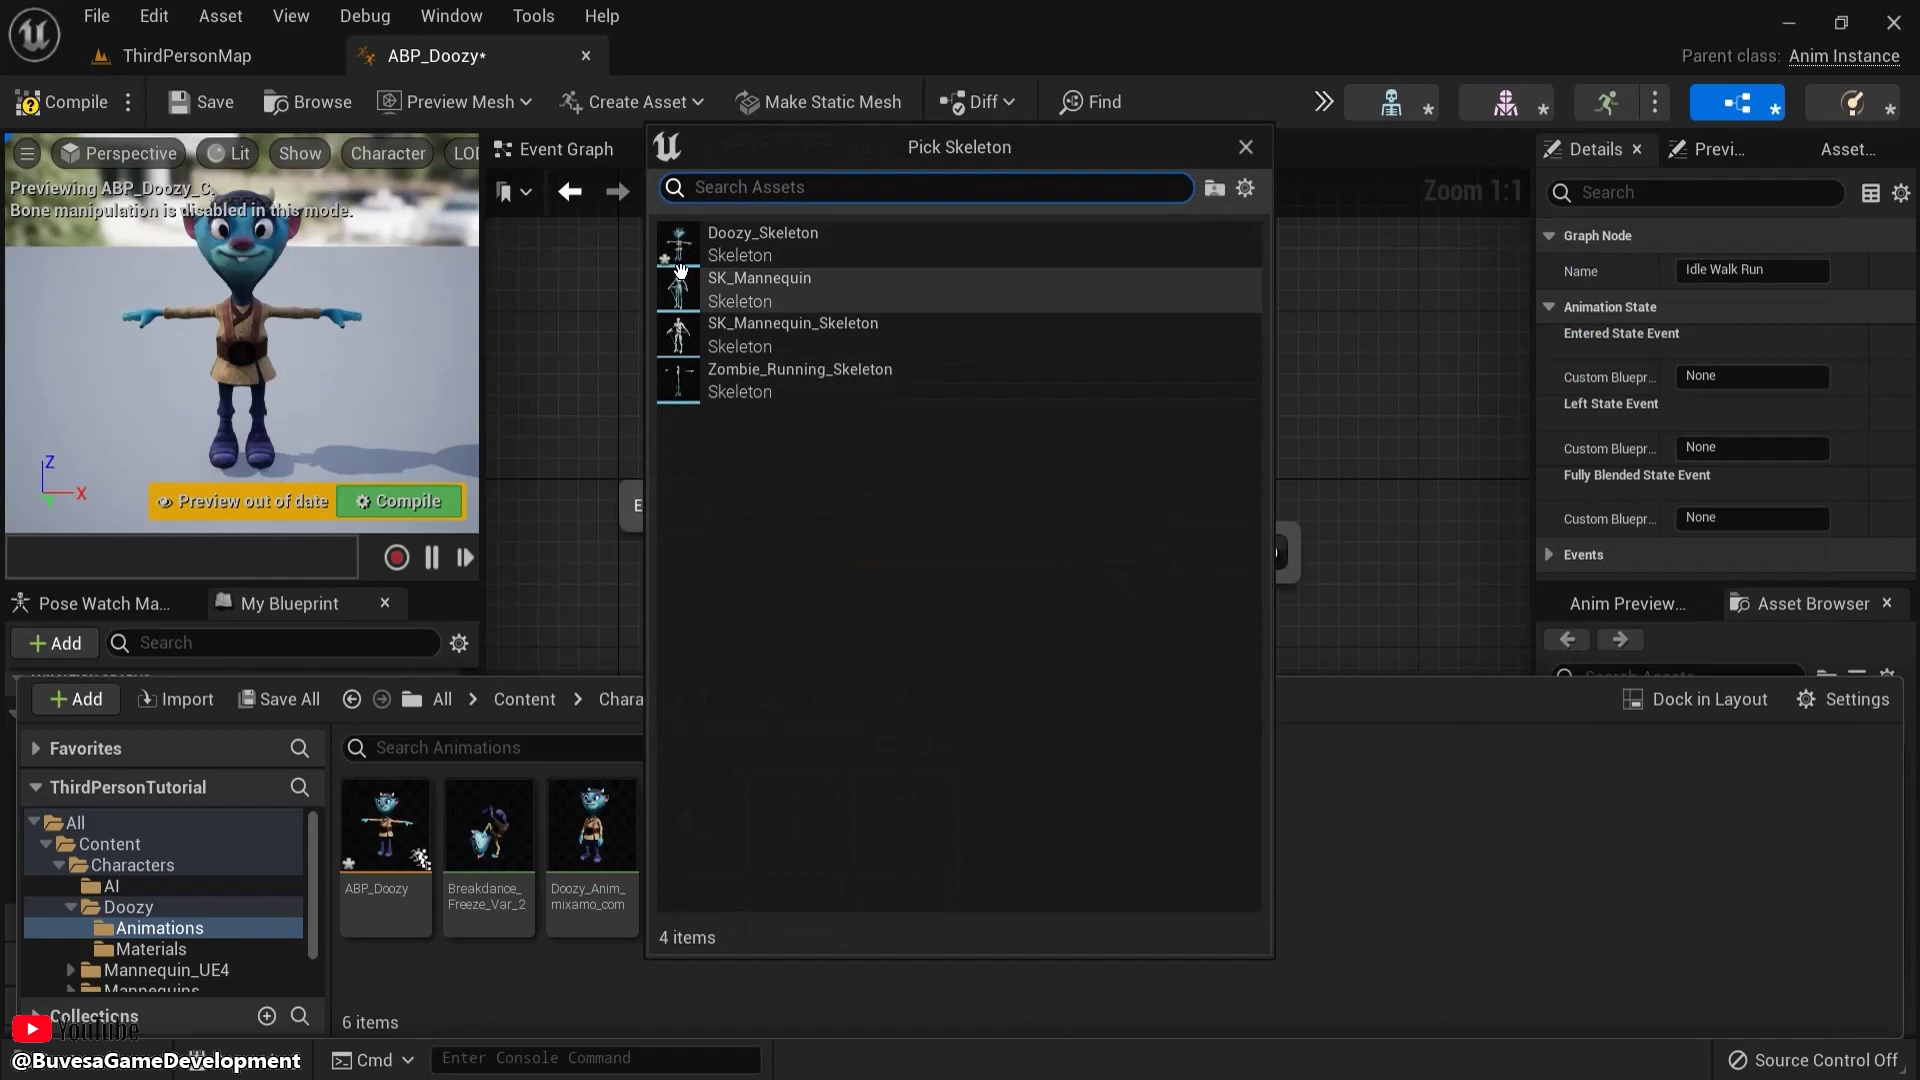 File Edit Asset View Debug Window Tools Help
ThirdPersonMap ABP_Doozy*
Parent class: Anim Instance
Compile Save Browse Preview Mesh Create Asset Make Static Mesh Diff Find
Perspective Lit Show Character LO
Previewing ABP_Doozy_C.
Bone manipulation is disabled in this mode.
Preview out of date Compile
Event Graph
Zoom 1:1
Pick Skeleton
Search Assets
Doozy_Skeleton
Skeleton
SK_Mannequin
Skeleton
SK_Mannequin_Skeleton
Skeleton
Zombie_Running_Skeleton
Skeleton
4 items
Details Previ... Asset...
Search
Graph Node
Name Idle Walk Run
Animation State
Entered State Event
Custom Bluepr... None
Left State Event
Custom Bluepr... None
Fully Blended State Event
Custom Bluepr... None
Events
Anim Preview... Asset Browser
Pose Watch Ma... My Blueprint
Add Search
Add Import Save All All Content Chara
Dock in Layout Settings
Favorites
ThirdPersonTutorial
All
Content
Characters
AI
Doozy
Animations
Materials
Mannequin_UE4
Mannequins
Collections
Search Animations
ABP_Doozy
Breakdance_
Freeze_Var_2
Doozy_Anim_
mixamo_com
6 items
YouTube
@BuvesaGameDevelopment
Cmd Enter Console Command
Source Control Off